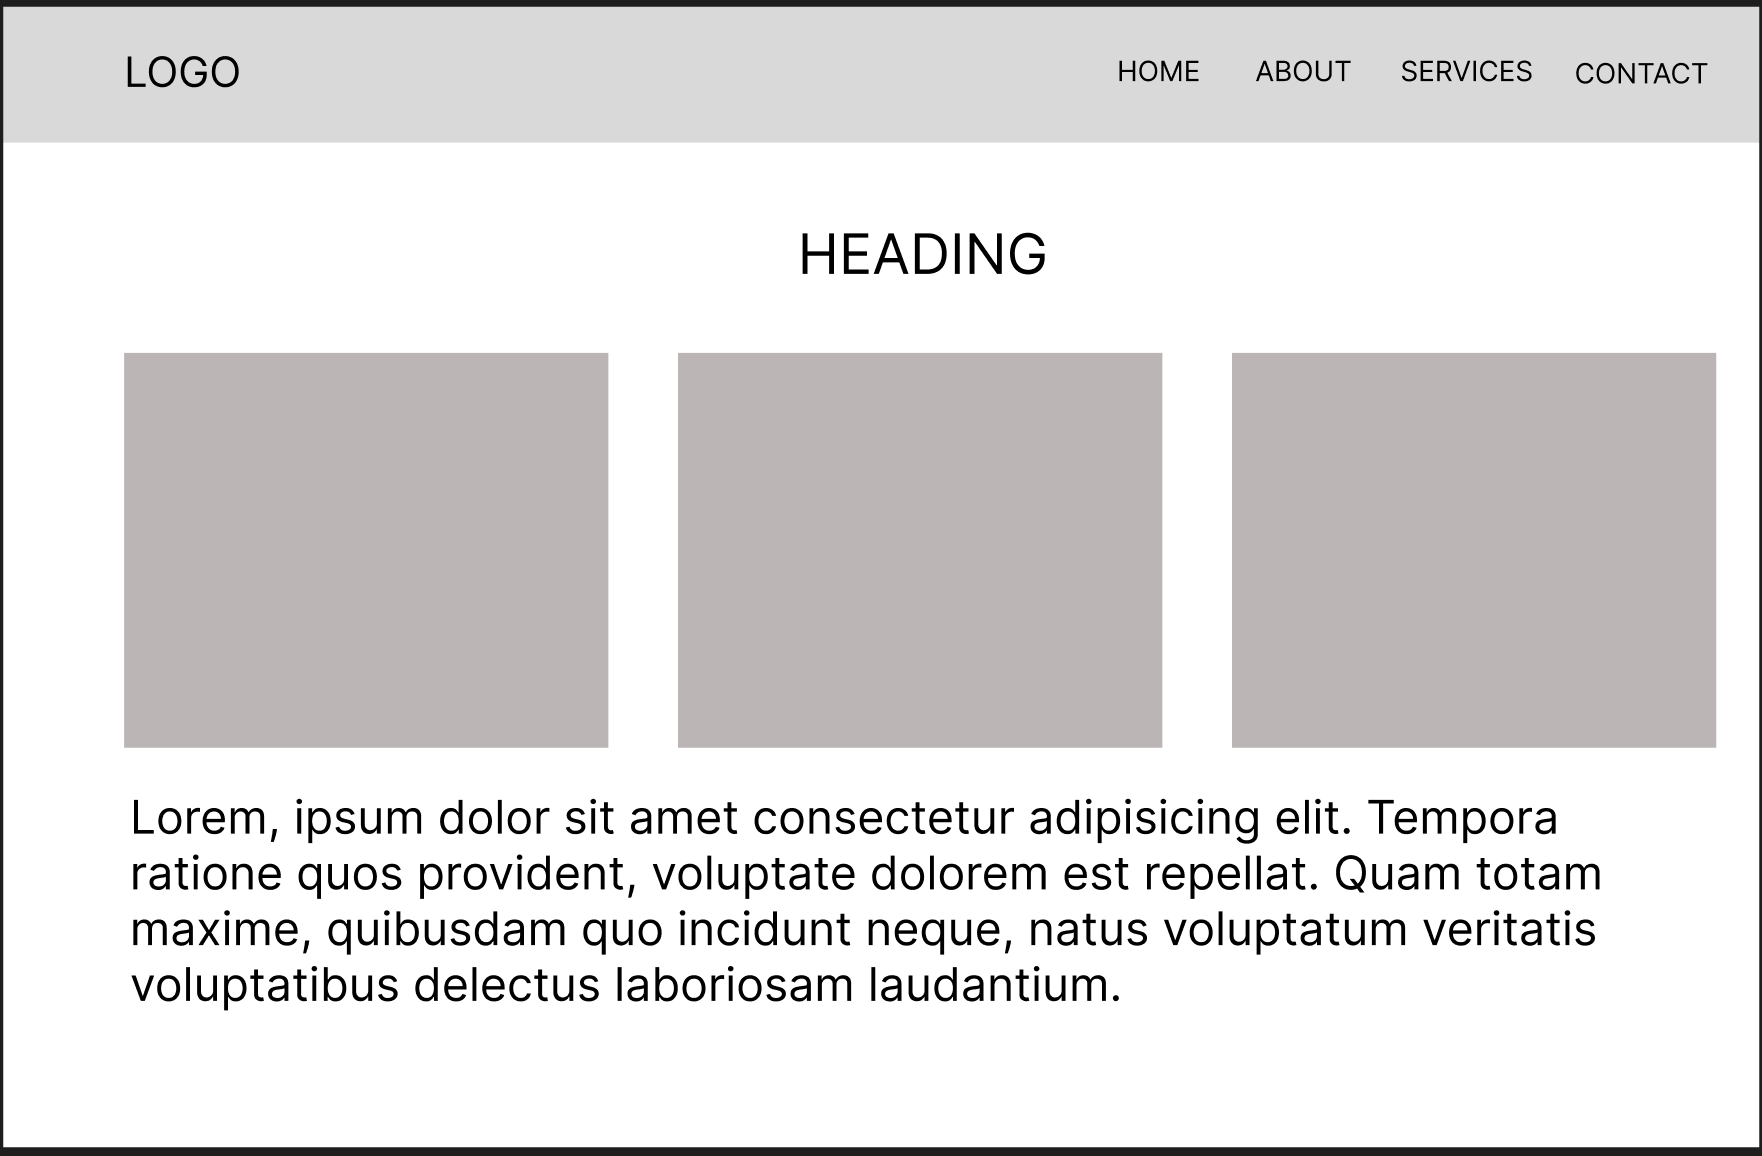 LOGO HOME ABOUT SERVICES CONTACT
HEADING
Lorem, ipsum dolor sit amet consectetur adipisicing elit. Tempora
ratione quos provident, voluptate dolorem est repellat. Quam totam
maxime, quibusdam quo incidunt neque, natus voluptatum veritatis
voluptatibus delectus laboriosam laudantium.